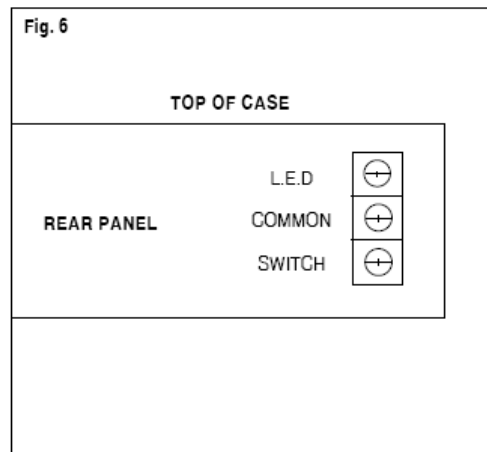 Fig. 6
TOP OF CASE
L.E.D
REAR PANEL
COMMON
SWITCH